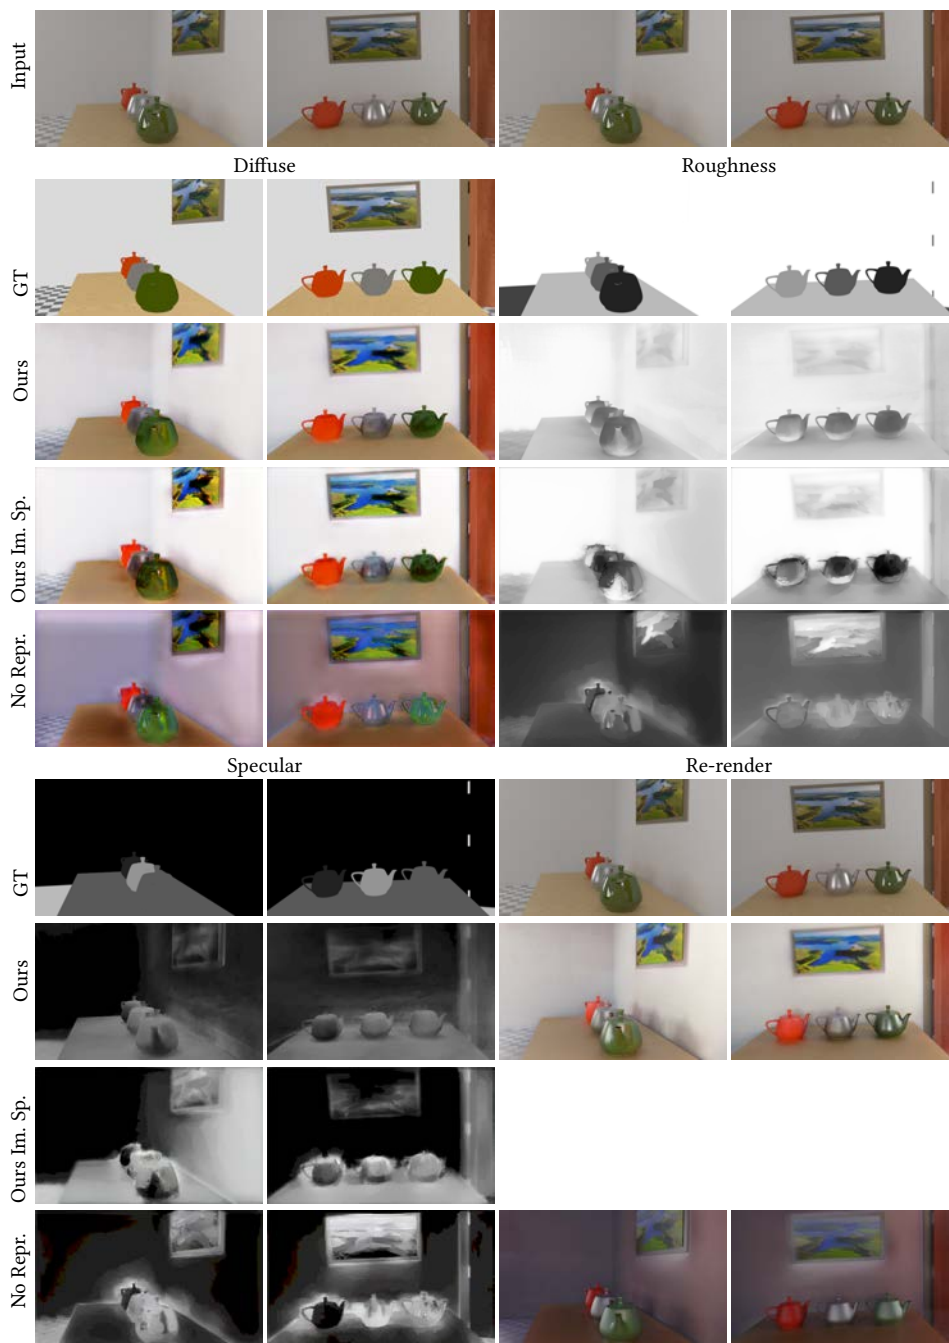 Input
Diffuse Roughness
GT
Ours
Ours Im. Sp.
No Repr.
Specular Re-render
GT
Ours
Ours Im. Sp.
No Repr.